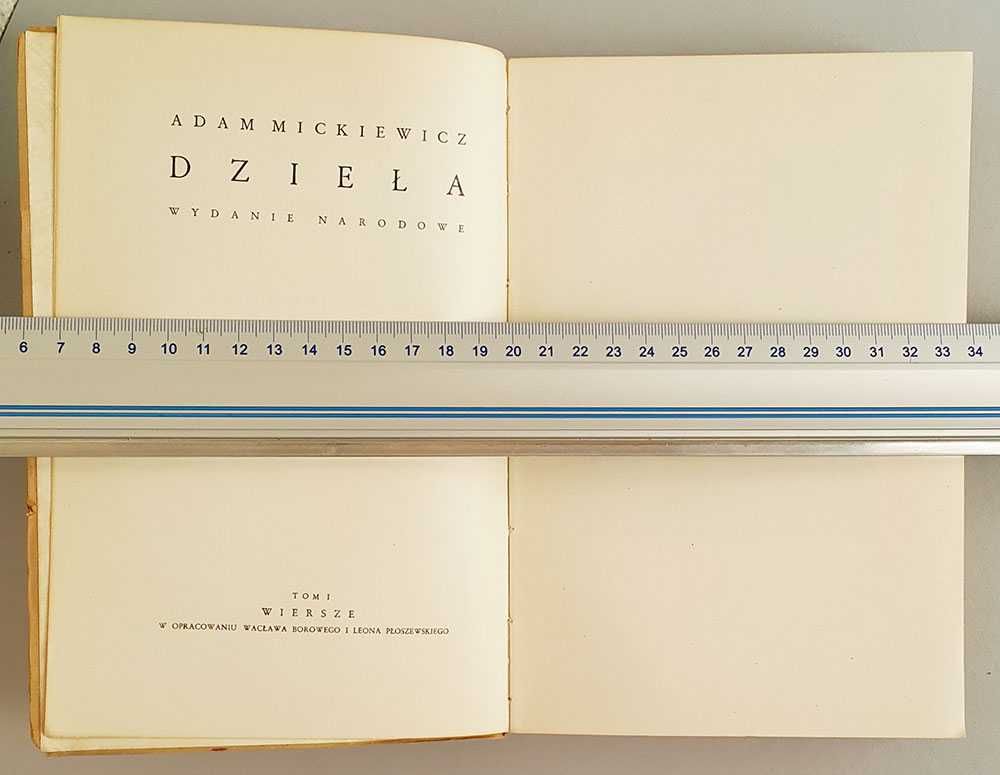 ADAM MICKIEWICZ
DZIEŁA
WYDANIE NARODOWE
6 7 8 9 10 11 12 13 14 15 16 17 18 19 20 21 22 23 24 25 26 27 28 29 30 31 32 33 34
TOM I
WIERSZE
W OPRACOWANIU WACŁAWA BOROWEGO I LEONA PŁOSZEWSKIEGO